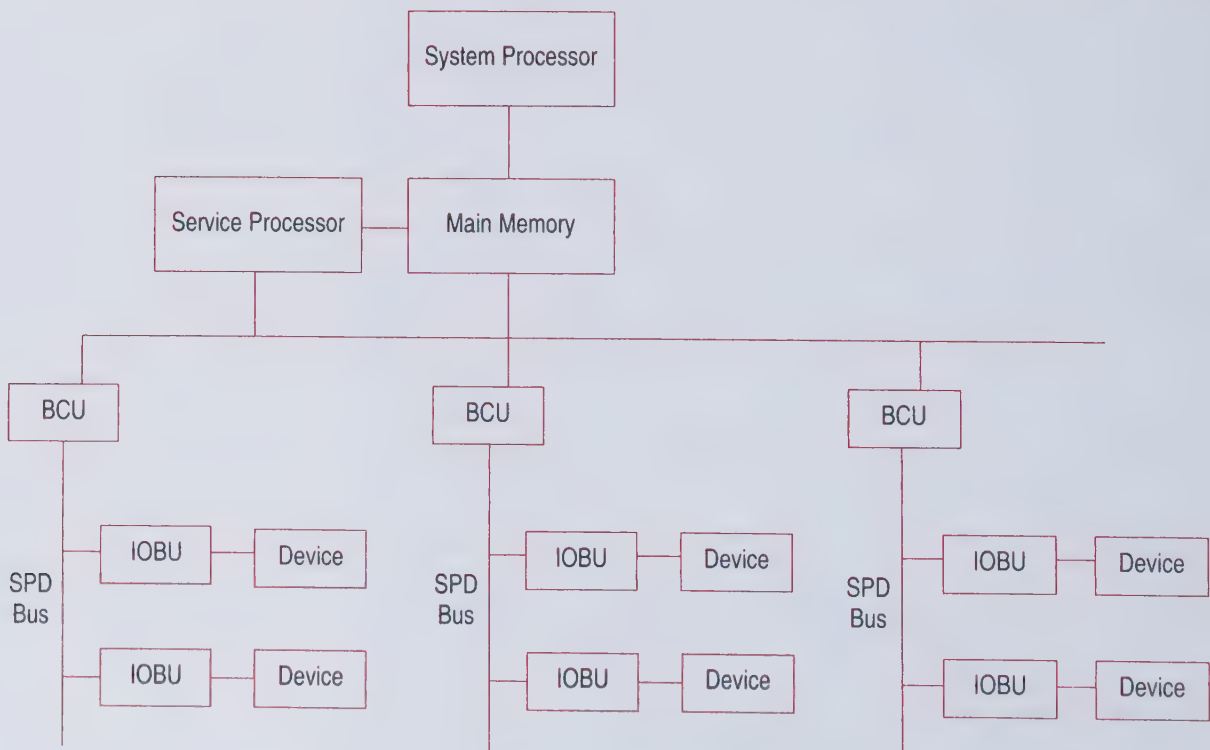 System Processor
Service Processor
Main Memory
BCU
BCU
BCU
IOBU
Device
IOBU
Device
IOBU
Device
SPD
Bus
SPD
Bus
SPD
Bus
IOBU
Device
IOBU
Device
IOBU
Device